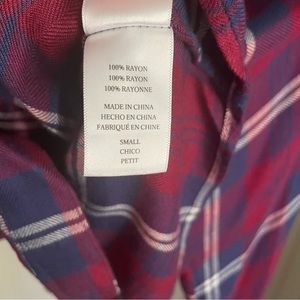 100% RAYON
100% RAYON
100% RAYONNE
MADE IN CHINA
HECHO EN CHINA
FABRIQUÉ EN CHINE
SMALL
CHICO
PETIT